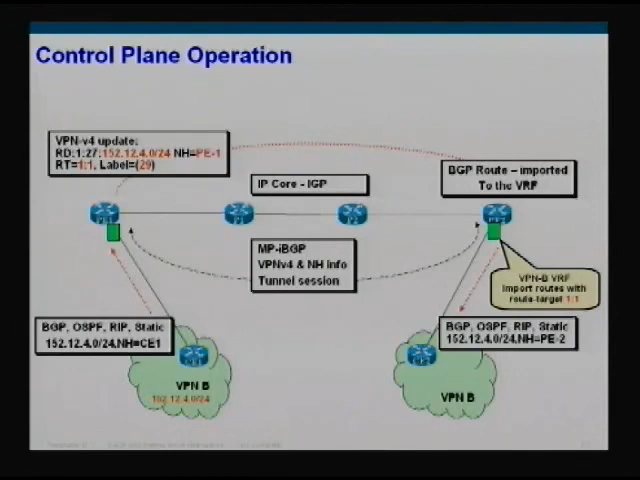 Control Plane Operation
VPN-v4 update:
RD:1:27:152.12.4.0/24 NH=PE-1
RT=1:1, Label=(29)
BGP Route – imported
To the VRF
IP Core - IGP
MP-iBGP
VPNv4 & NH info
Tunnel session
VPN-B VRF
Import routes with
route-target 1:1
BGP, OSPF, RIP, Static
152.12.4.0/24,NH=CE1
BGP, OSPF, RIP, Static
152.12.4.0/24,NH=PE-2
VPN B
152.12.4.0/24
VPN B